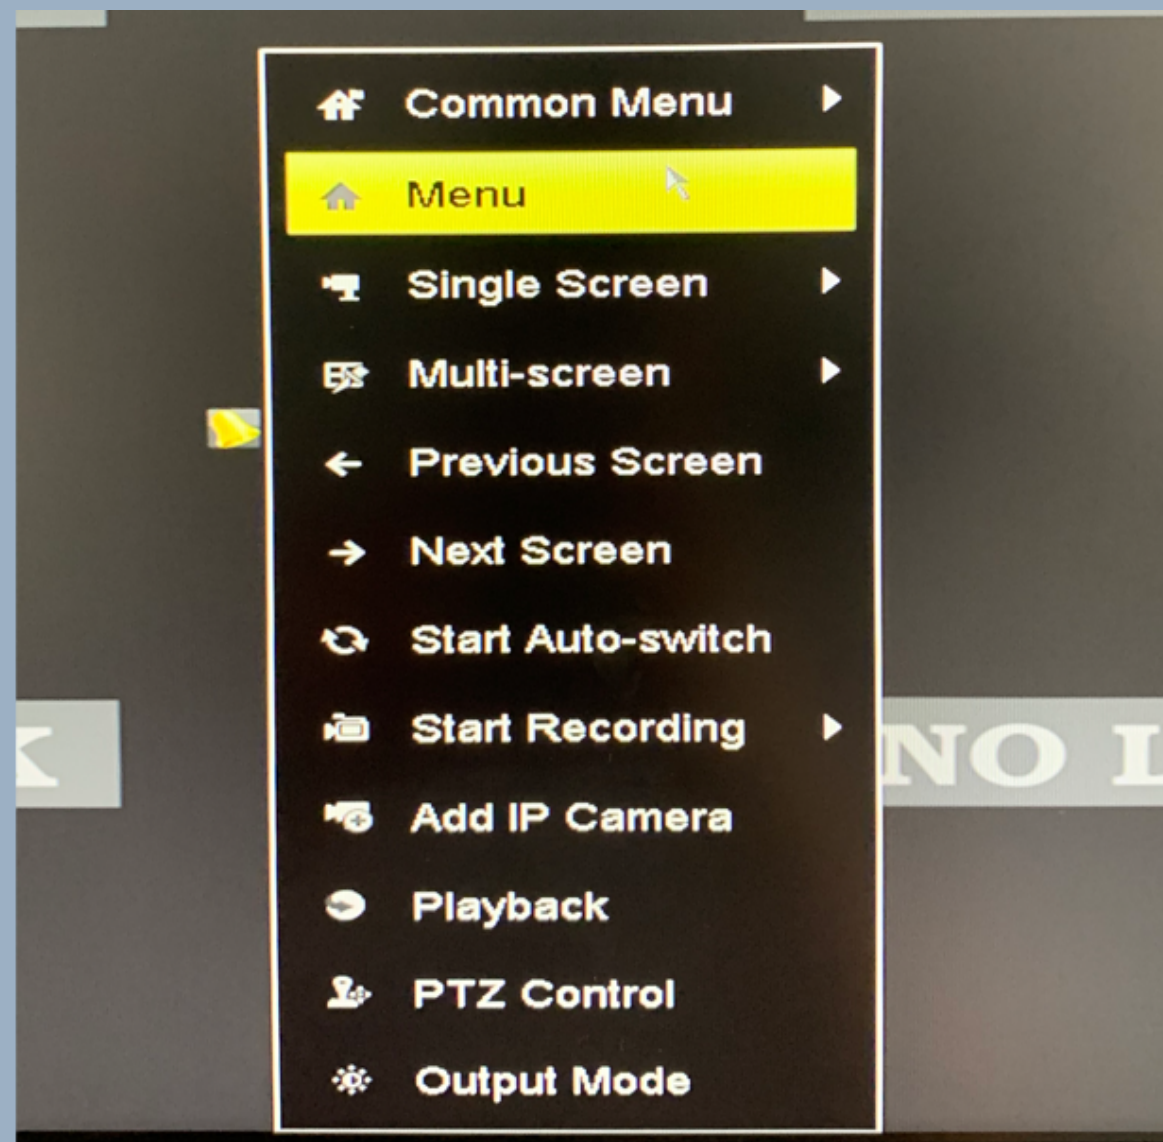 Common Menu
Menu
Single Screen
Multi-screen
Previous Screen
Next Screen
Start Auto-switch
Start Recording
K
NO L
Add IP Camera
Playback
PTZ Control
Output Mode